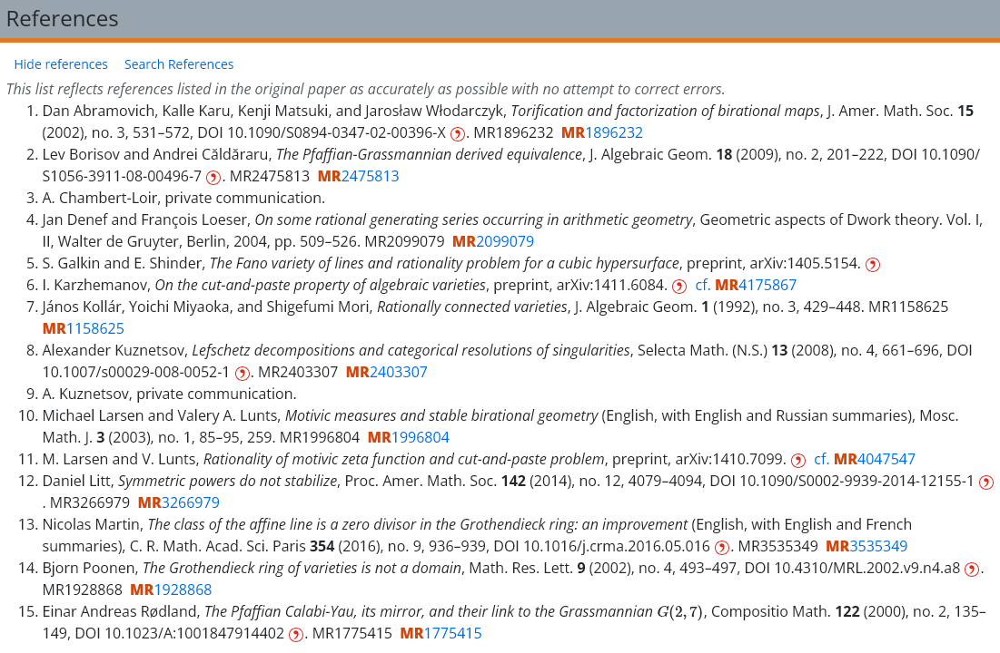 References
Hide references Search References
This list reflects references listed in the original paper as accurately as possible with no attempt to correct errors.
1. Dan Abramovich, Kalle Karu, Kenji Matsuki, and Jarosław Włodarczyk, Torification and factorization of birational maps, J. Amer. Math. Soc. 15
(2002), no. 3, 531–572, DOI 10.1090/S0894-0347-02-00396-X. MR1896232 MR1896232
2. Lev Borisov and Andrei Căldăraru, The Pfaffian-Grassmannian derived equivalence, J. Algebraic Geom. 18 (2009), no. 2, 201–222, DOI 10.1090/
S1056-3911-08-00496-7. MR2475813 MR2475813
3. A. Chambert-Loir, private communication.
4. Jan Denef and François Loeser, On some rational generating series occurring in arithmetic geometry, Geometric aspects of Dwork theory. Vol. I,
II, Walter de Gruyter, Berlin, 2004, pp. 509–526. MR2099079 MR2099079
5. S. Galkin and E. Shinder, The Fano variety of lines and rationality problem for a cubic hypersurface, preprint, arXiv:1405.5154.
6. I. Karzhemanov, On the cut-and-paste property of algebraic varieties, preprint, arXiv:1411.6084. cf. MR4175867
7. János Kollár, Yoichi Miyaoka, and Shigefumi Mori, Rationally connected varieties, J. Algebraic Geom. 1 (1992), no. 3, 429–448. MR1158625
MR1158625
8. Alexander Kuznetsov, Lefschetz decompositions and categorical resolutions of singularities, Selecta Math. (N.S.) 13 (2008), no. 4, 661–696, DOI
10.1007/s00029-008-0052-1. MR2403307 MR2403307
9. A. Kuznetsov, private communication.
10. Michael Larsen and Valery A. Lunts, Motivic measures and stable birational geometry (English, with English and Russian summaries), Mosc.
Math. J. 3 (2003), no. 1, 85–95, 259. MR1996804 MR1996804
11. M. Larsen and V. Lunts, Rationality of motivic zeta function and cut-and-paste problem, preprint, arXiv:1410.7099. cf. MR4047547
12. Daniel Litt, Symmetric powers do not stabilize, Proc. Amer. Math. Soc. 142 (2014), no. 12, 4079–4094, DOI 10.1090/S0002-9939-2014-12155-1
. MR3266979 MR3266979
13. Nicolas Martin, The class of the affine line is a zero divisor in the Grothendieck ring: an improvement (English, with English and French
summaries), C. R. Math. Acad. Sci. Paris 354 (2016), no. 9, 936–939, DOI 10.1016/j.crma.2016.05.016. MR3535349 MR3535349
14. Bjorn Poonen, The Grothendieck ring of varieties is not a domain, Math. Res. Lett. 9 (2002), no. 4, 493–497, DOI 10.4310/MRL.2002.v9.n4.a8.
MR1928868 MR1928868
15. Einar Andreas Rødland, The Pfaffian Calabi-Yau, its mirror, and their link to the Grassmannian G(2,7), Compositio Math. 122 (2000), no. 2, 135–
149, DOI 10.1023/A:1001847914402. MR1775415 MR1775415